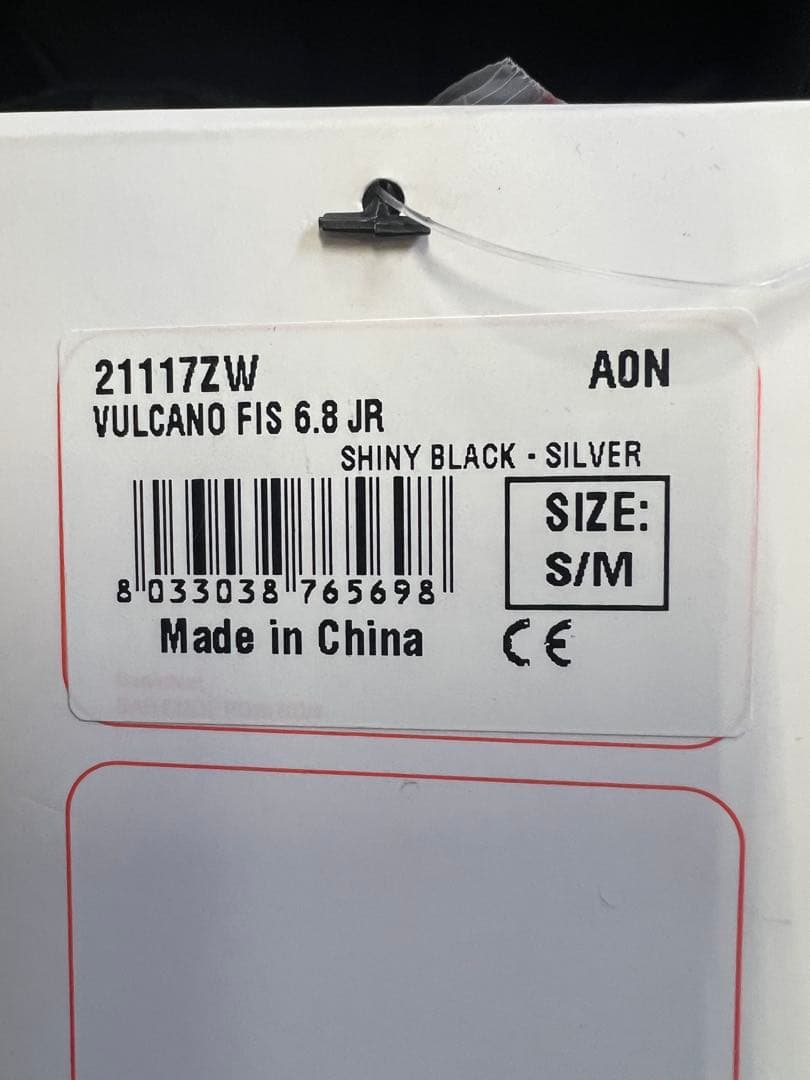 21117ZW AON
VULCANO FIS 6.8 JR
SHINY BLACK - SILVER
SIZE:
S/M
8 033038 765698
Made in China CE